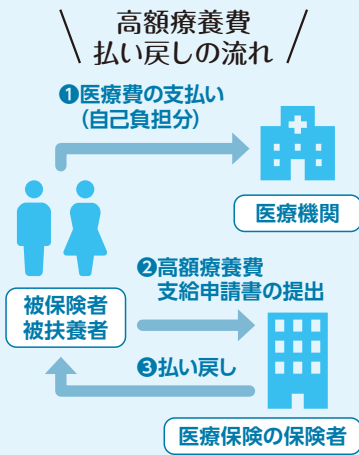 高額療養費
払い戻しの流れ
❶医療費の支払い
（自己負担分）
医療機関
❷高額療養費
支給申請書の提出
被保険者
被扶養者
❸払い戻し
医療保険の保険者